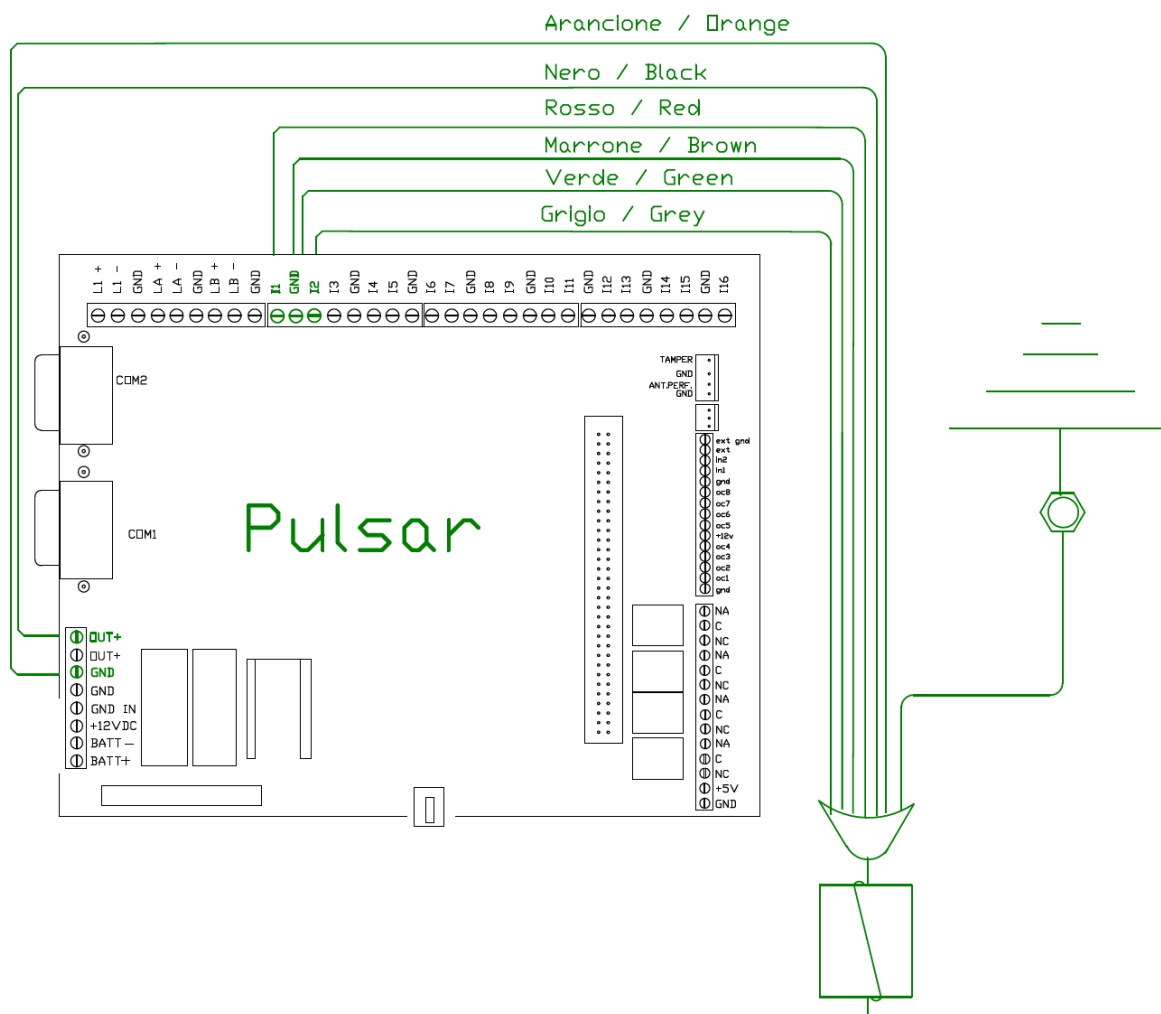 Arancione / Orange
Nero / Black
Rosso / Red
Marrone / Brown
Verde / Green
Grigio / Grey
L1 + L1 - GND LA + LA - GND LB + LB - GND I1 GND I2 I3 GND I4 I5 GND I6 I7 GND I8 I9 GND I10 I11 GND I12 I13 GND I14 I15 GND I16
COM2
TAMPER
GND
ANT.PERF.
GND
ext gnd
ext
in2
in1
gnd
oc8
oc7
oc6
oc5
+12v
oc4
oc3
oc2
oc1
gnd
Pulsar
COM1
OUT+
OUT+
GND
GND
GND IN
+12VDC
BATT-
BATT+
NA
C
NC
NA
C
NC
NA
C
NC
NA
C
NC
+5V
GND